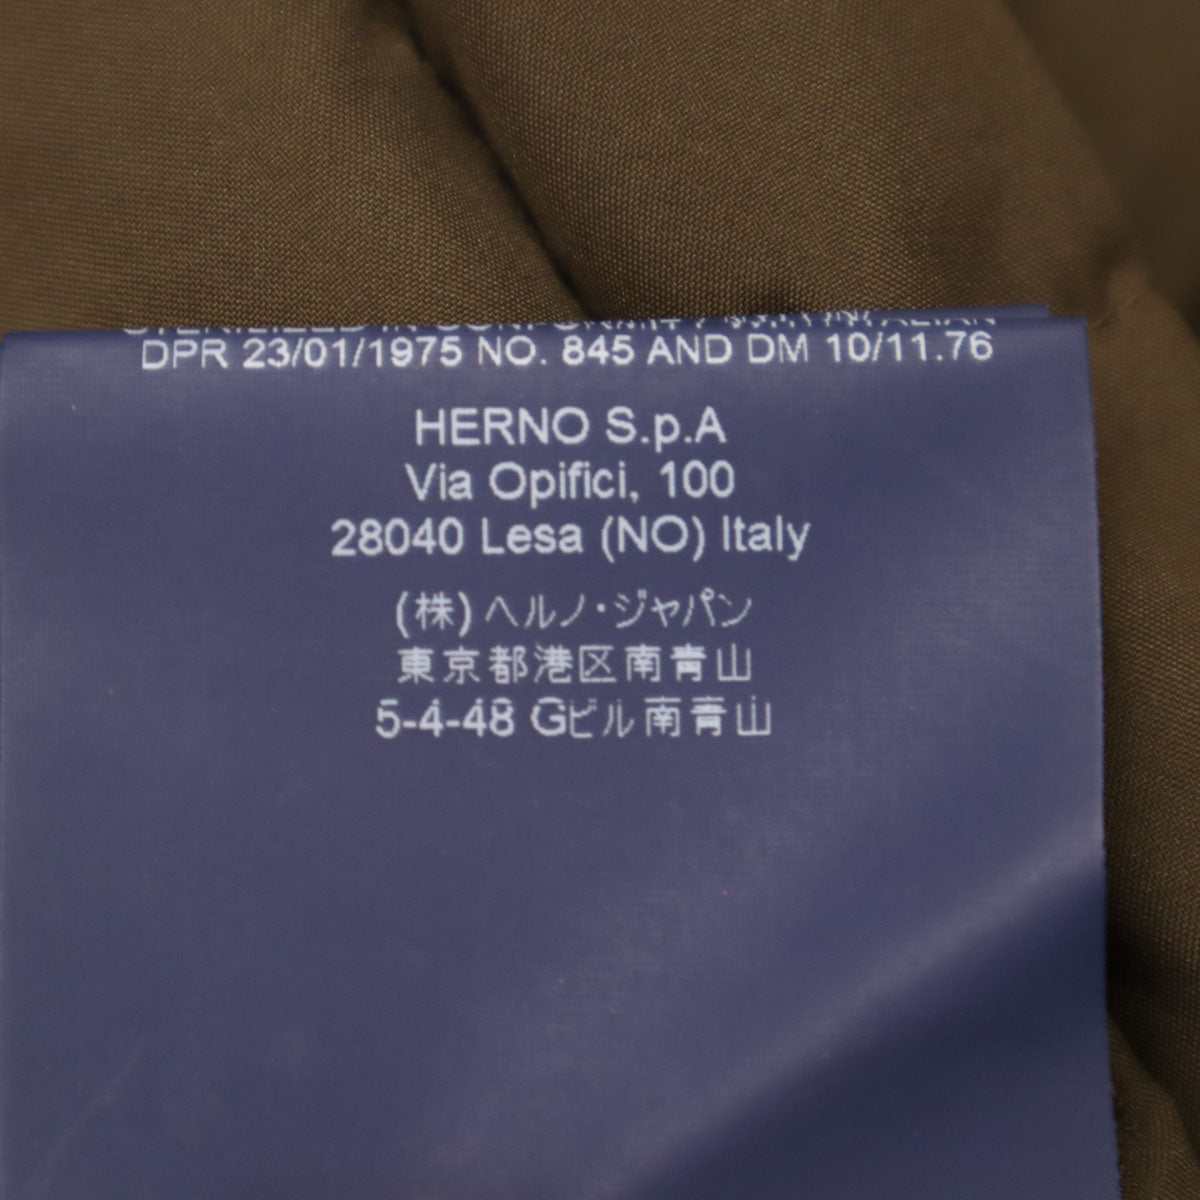 STERILIZED IN
DPR 23/01/1975 NO. 845 AND DM 10/11.76
HERNO S.p.A
Via Opifici, 100
28040 Lesa (NO) Italy
(株) ヘルノ・ジャパン
東京都港区南青山
5-4-48 Gビル南青山